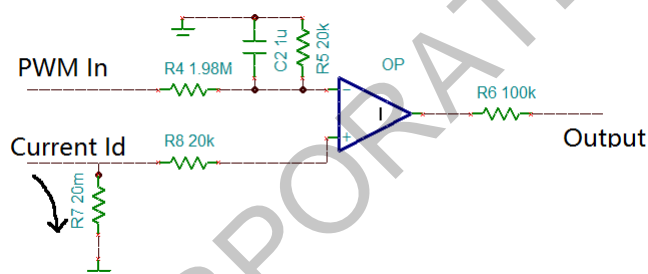 C2 1u
R5 20k
OP
PWM In
R4 1.98M
R6 100k
Output
Current Id
R8 20k
R7 20m
PORATI